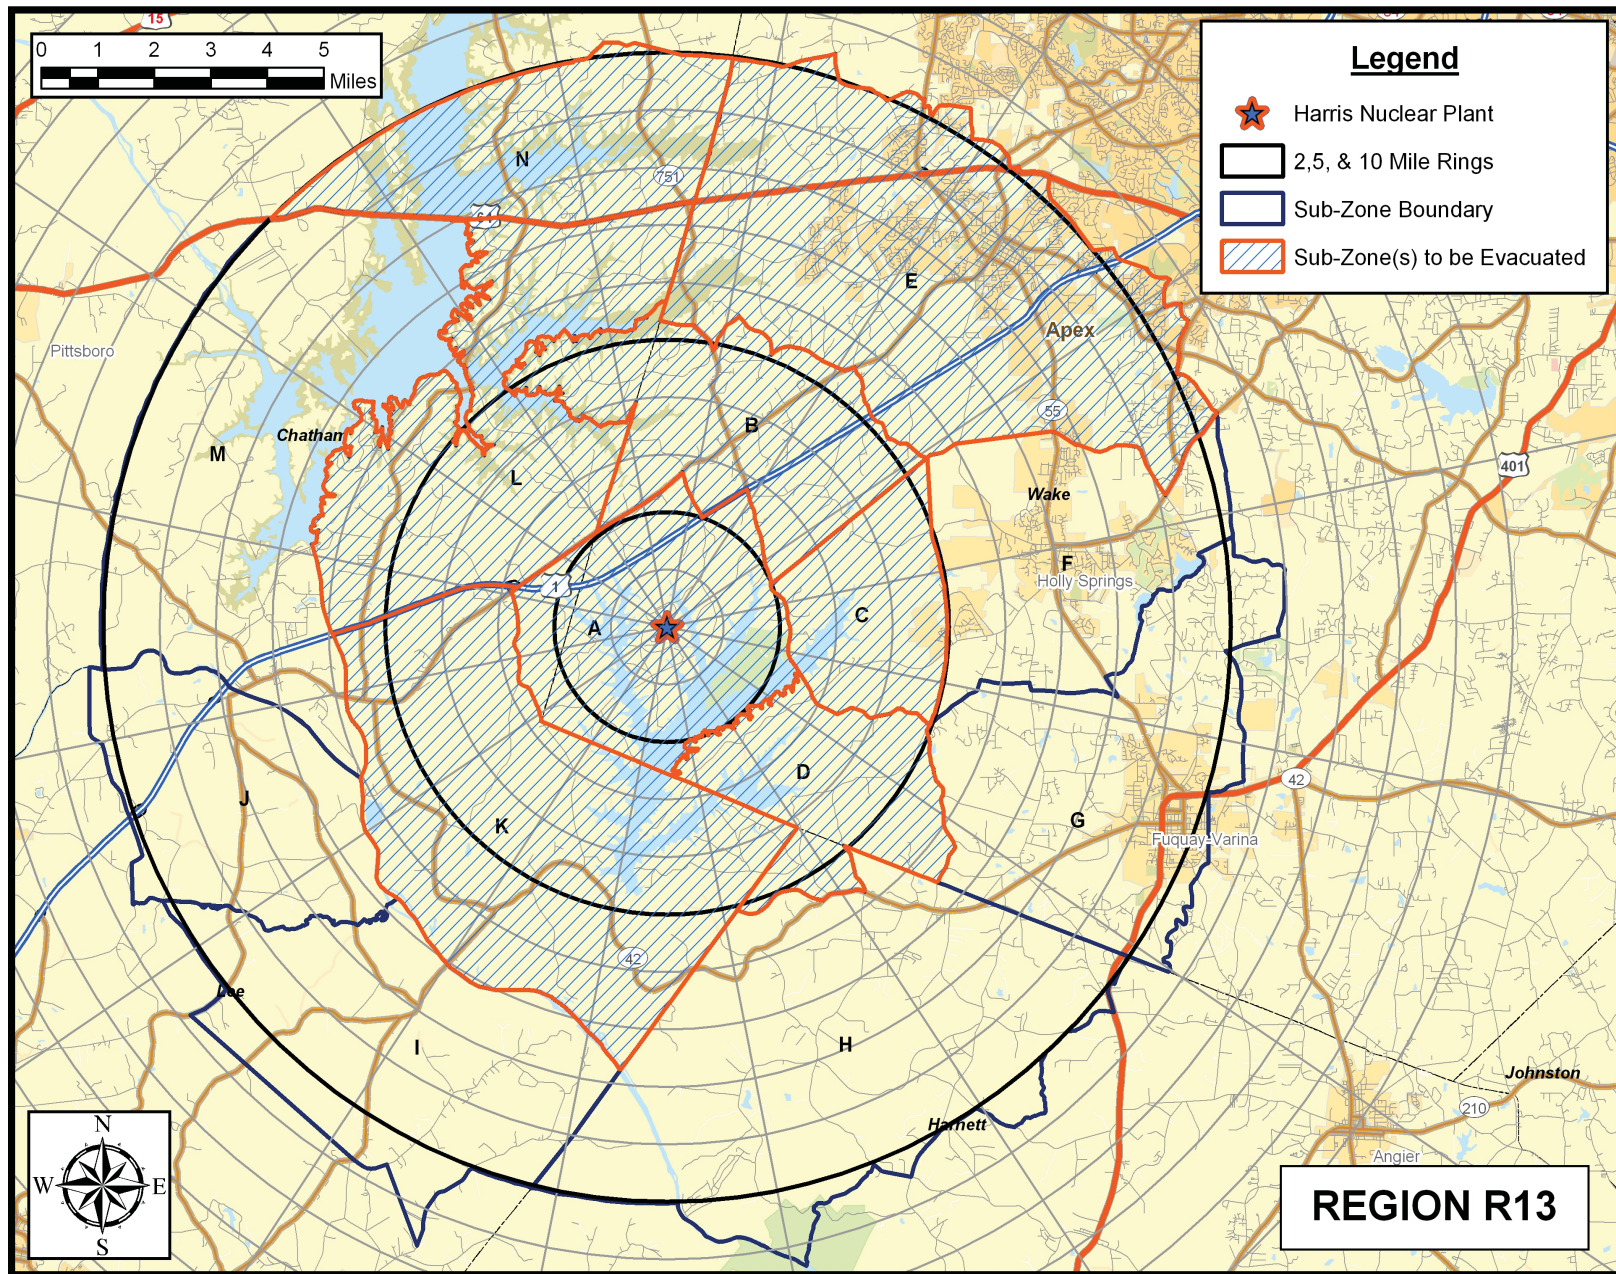 15
0 1 2 3 4 5
Miles
Legend
Harris Nuclear Plant
2,5, & 10 Mile Rings
Sub-Zone Boundary
Sub-Zone(s) to be Evacuated
N
751
64
E
Pittsboro
Apex
55
B
Chatham
M
401
L
Wake
F
Holly Springs
1
A
C
D
42
J
K
G
Fuquay-Varina
42
Lee
I
H
Johnston
210
Harnett
Angier
N
W E
S
REGION R13